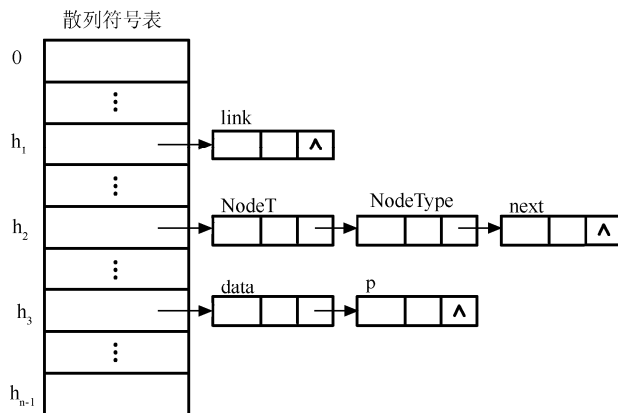 散列符号表
0
⋮
link
h₁
∧
⋮
NodeT NodeType next
h₂
∧
⋮
data p
h₃
∧
⋮
hₙ₋₁